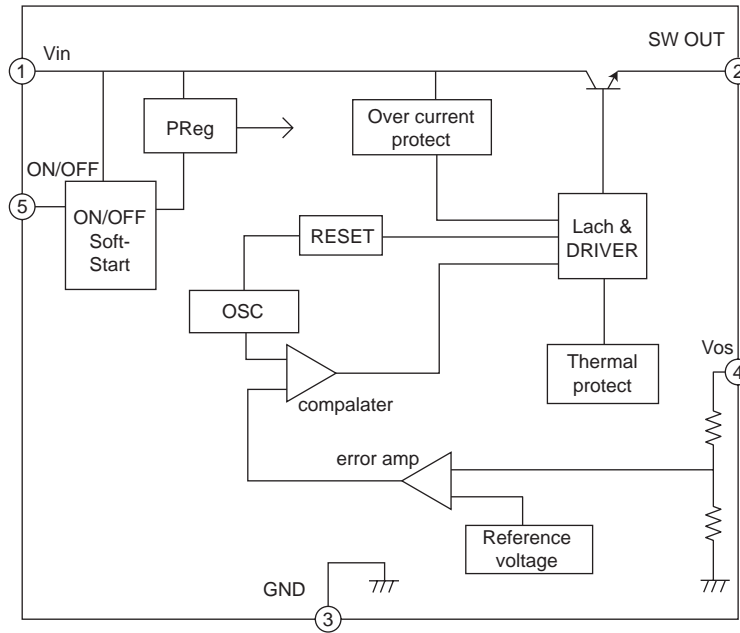 Vin
SW OUT
1
2
PReg
Over current
protect
ON/OFF
5
ON/OFF
Soft-
Start
RESET
Lach &
DRIVER
OSC
Vos
4
Thermal
protect
compalater
error amp
Reference
voltage
GND
3